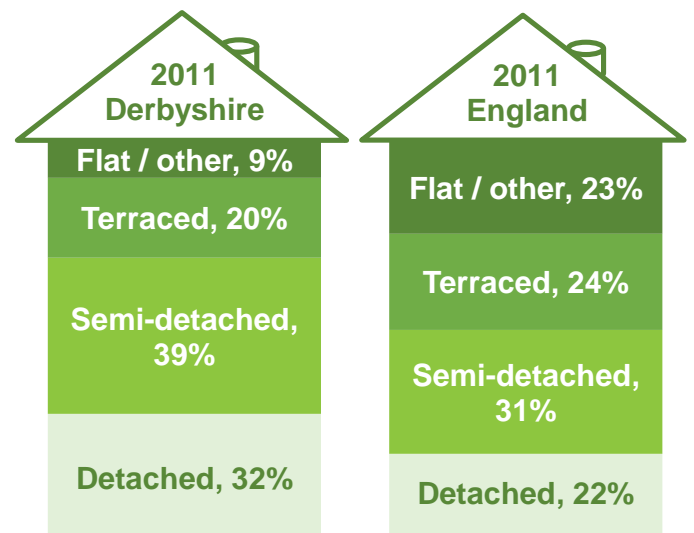 2011
Derbyshire
Flat / other, 9%
Terraced, 20%
Semi-detached,
39%
Detached, 32%
2011
England
Flat / other, 23%
Terraced, 24%
Semi-detached,
31%
Detached, 22%